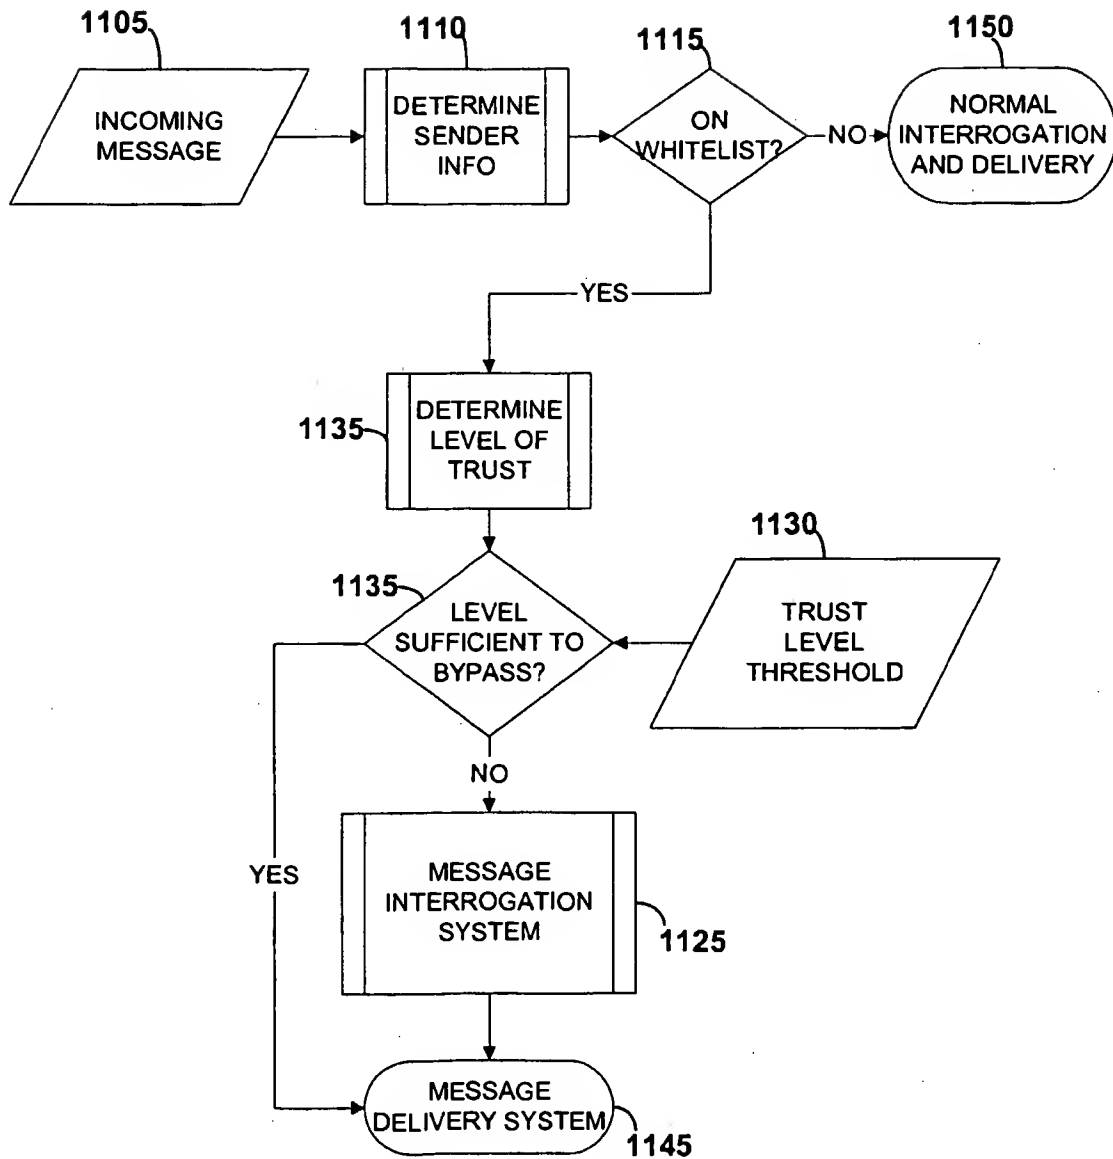 1105
1110
1115
1150
INCOMING
MESSAGE
DETERMINE
SENDER
INFO
ON
WHITELIST?
NO
NORMAL
INTERROGATION
AND DELIVERY
YES
1135
DETERMINE
LEVEL OF
TRUST
1130
1135
LEVEL
SUFFICIENT TO
BYPASS?
TRUST
LEVEL
THRESHOLD
NO
YES
MESSAGE
INTERROGATION
SYSTEM
1125
MESSAGE
DELIVERY SYSTEM
1145